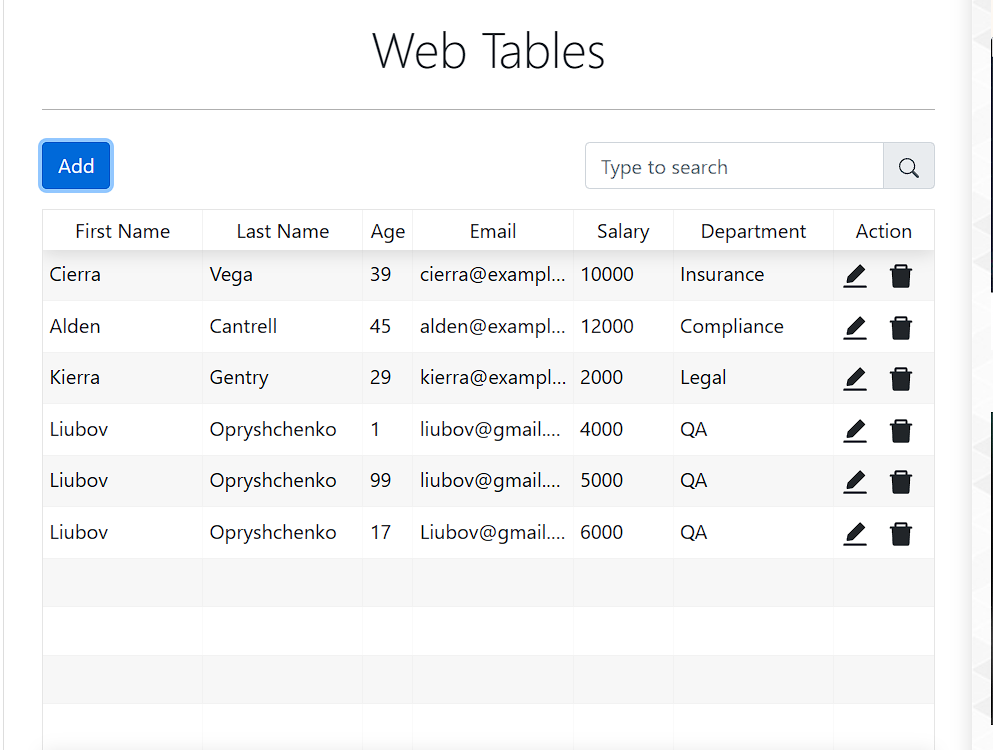 Web Tables
Add
Type to search
First Name Last Name Age Email Salary Department Action
Cierra Vega 39 cierra@exampl... 10000 Insurance
Alden Cantrell 45 alden@exampl... 12000 Compliance
Kierra Gentry 29 kierra@exampl... 2000 Legal
Liubov Opryshchenko 1 liubov@gmail.... 4000 QA
Liubov Opryshchenko 99 liubov@gmail.... 5000 QA
Liubov Opryshchenko 17 Liubov@gmail.... 6000 QA